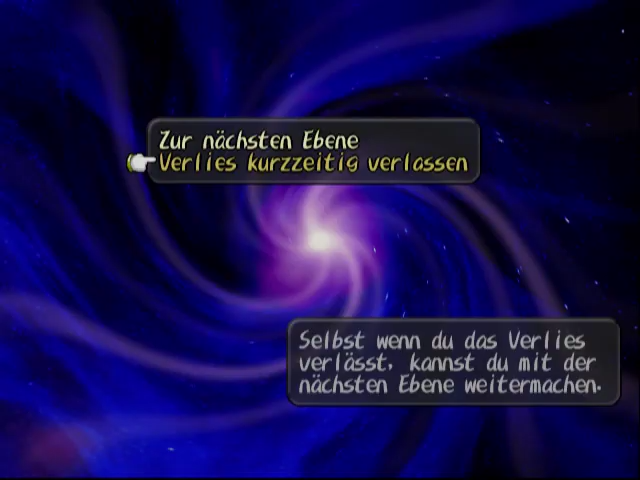 Zur nächsten Ebene
Verlies kurzzeitig verlassen
Selbst wenn du das Verlies
verlässt, kannst du mit der
nächsten Ebene weitermachen.